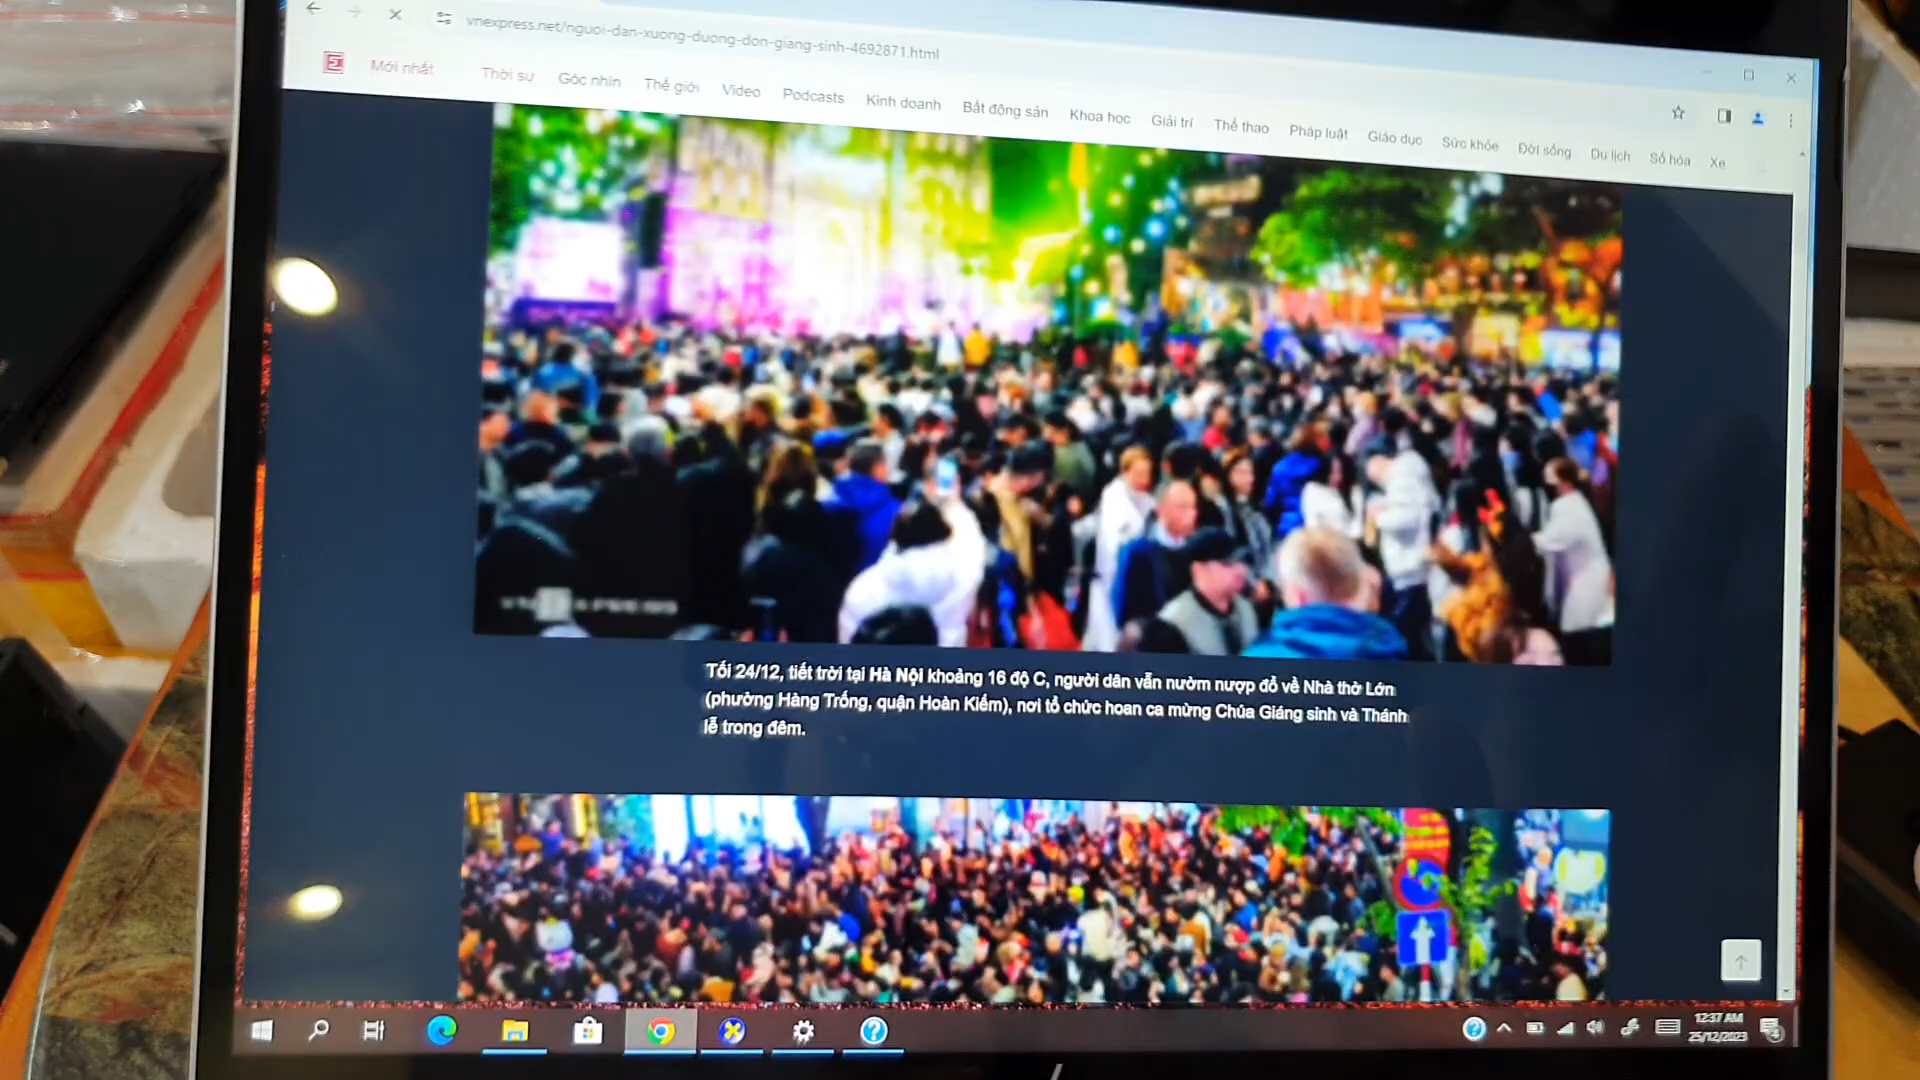 vnexpress.net/nguoi-dan-xuong-duong-don-giang-sinh-4692871.html
Mới nhất Thời sự Góc nhìn Thế giới Video Podcasts Kinh doanh Bất động sản Khoa học Giải trí Thể thao Pháp luật Giáo dục Sức khỏe Đời sống Du lịch Số hóa Xe
Tối 24/12, tiết trời tại Hà Nội khoảng 16 độ C, người dân vẫn nườm nượp đổ về Nhà thờ Lớn
(phường Hàng Trống, quận Hoàn Kiếm), nơi tổ chức hoan ca mừng Chúa Giáng sinh và Thánh
lễ trong đêm.
12:37 AM
25/12/2023